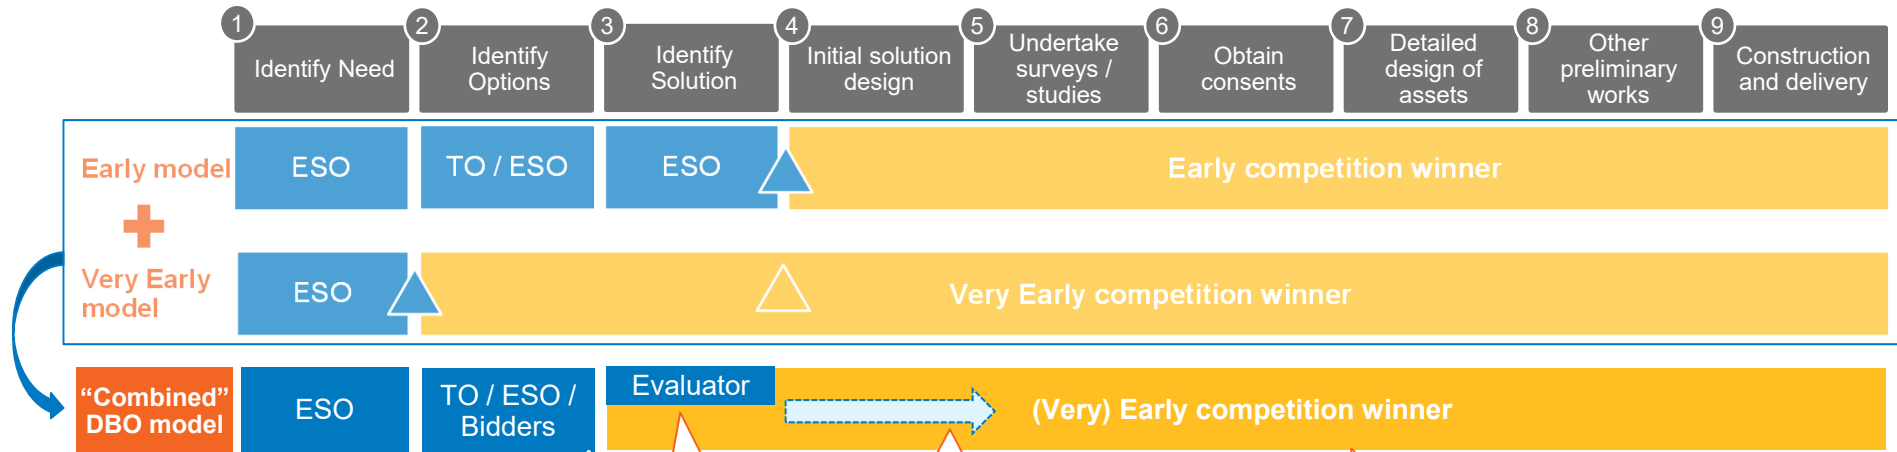 1
Identify Need
2
Identify
Options
3
Identify
Solution
4
Initial solution
design
5
Undertake
surveys /
studies
6
Obtain
consents
7
Detailed
design of
assets
8
Other
preliminary
works
9
Construction
and delivery
Early model
ESO
TO / ESO
ESO
Early competition winner
Very Early
model
ESO
Very Early competition winner
“Combined”
DBO model
ESO
TO / ESO /
Bidders
Evaluator
(Very) Early competition winner